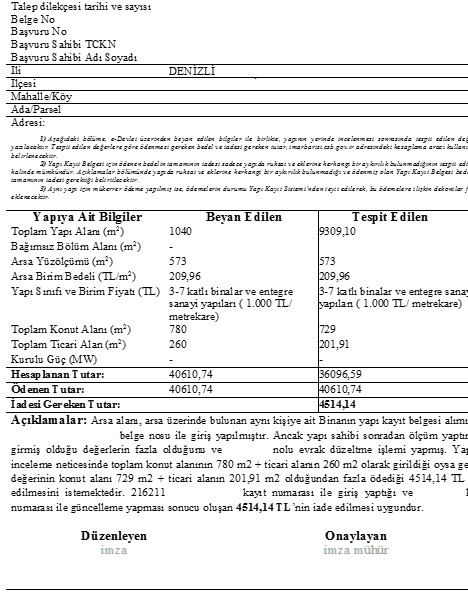 Talep dilekçesi tarihi ve sayısı
Belge No
Başvuru No
Başvuru Sahibi TCKN
Başvuru Sahibi Adı Soyadı
İli DENİZLİ
İlçesi
Mahalle/Köy
Ada/Parsel
Adresi:
1) Aşağıdaki bölüme, e-Devlet üzerinden beyan edilen bilgiler ile birlikte, yapının yerinde incelenmesi sonrasında tespit edilen değ
yazılacaktır. Tespit edilen değerlere göre ödenmesi gereken bedel ve iadesi gereken tutar, imarbarisi.csb.gov.tr adresindeki hesaplama aracı kullanı
belirlenecektir.
2) Yapı Kayıt Belgesi için ödenen bedelin tamamının iadesi sadece yapıda ruhsat ve eklerine herhangi bir aykırılık bulunmadığının tespit edil
halinde mümkündür. Açıklamalar bölümünde yapıda ruhsat ve eklerine herhangi bir aykırılık bulunmadığı ve ödenmiş olan Yapı Kayıt Belgesi bede
tamamının iadesi gerektiği belirtilecektir.
3) Aynı yapı için mükerrer ödeme yapılmış ise, ödemelerin durumu Yapı Kayıt Sistemi'nden teyit edilerek, bu ödemelere ilişkin dekontlar f
eklenecektir.
Yapıya Ait Bilgiler Beyan Edilen Tespit Edilen
Toplam Yapı Alanı (m²) 1040 9309,10
Bağımsız Bölüm Alanı (m²) -
Arsa Yüzölçümü (m²) 573 573
Arsa Birim Bedeli (TL/m²) 209,96 209,96
Yapı Sınıfı ve Birim Fiyatı (TL) 3-7 katlı binalar ve entegre sanayi yapıları ( 1.000 TL/ metrekare) 3-7 katlı binalar ve entegre sanayi yapıları ( 1.000 TL/ metrekare)
Toplam Konut Alanı (m²) 780 729
Toplam Ticari Alan (m²) 260 201,91
Kurulu Güç (MW) - -
Hesaplanan Tutar: 40610,74 36096,59
Ödenen Tutar: 40610,74 40610,74
İadesi Gereken Tutar: 4514,14
Açıklamalar: Arsa alanı, arsa üzerinde bulunan aynı kişiye ait Binanın yapı kayıt belgesi alımı
belge nosu ile giriş yapılmıştır. Ancak yapı sahibi sonradan ölçüm yaptır
girmiş olduğu değerlerin fazla olduğunu ve nolu evrak düzeltme işlemi yapmış. Yap
inceleme neticesinde toplam konut alanının 780 m2 + ticari alanın 260 m2 olarak girildiği oysa ge
değerinin konut alanı 729 m2 + ticari alanın 201,91 m2 olduğundan fazla ödediği 4514,14 TL
edilmesini istemektedir. 216211 kayıt numarası ile giriş yaptığı ve 1
numarası ile güncelleme yapması sonucu oluşan 4514,14 TL 'nin iade edilmesi uygundur.
Düzenleyen Onaylayan
imza imza mühür